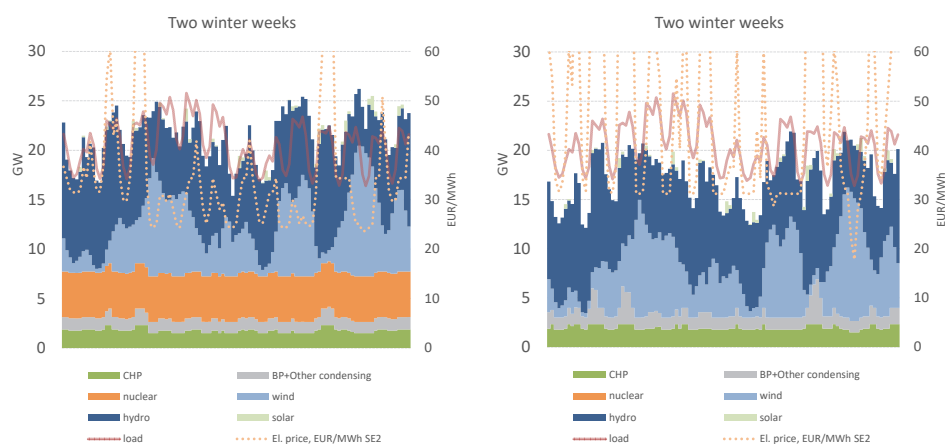 Two winter weeks
30
25
20
15
10
5
0
GW
60
50
40
30
20
10
0
EUR/MWh
CHP
BP+Other condensing
nuclear
wind
hydro
solar
load
El. price, EUR/MWh SE2
Two winter weeks
30
25
20
15
10
5
0
GW
60
50
40
30
20
10
0
EUR/MWh
CHP
BP+Other condensing
nuclear
wind
hydro
solar
load
El. price, EUR/MWh SE2